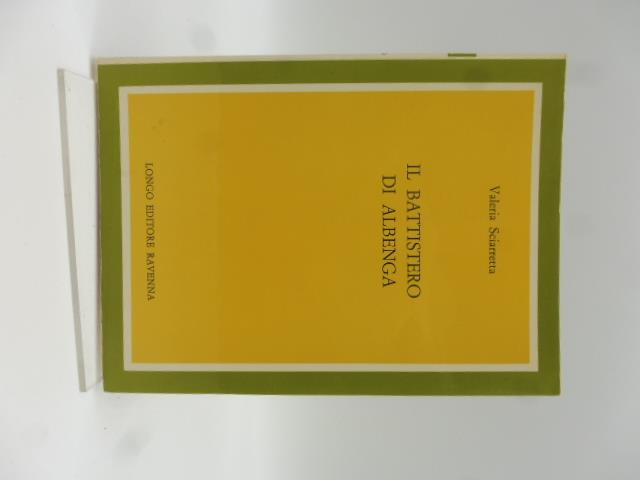 Valeria Sciarretta
IL BATTISTERO
DI ALBENGA
LONGO EDITORE RAVENNA